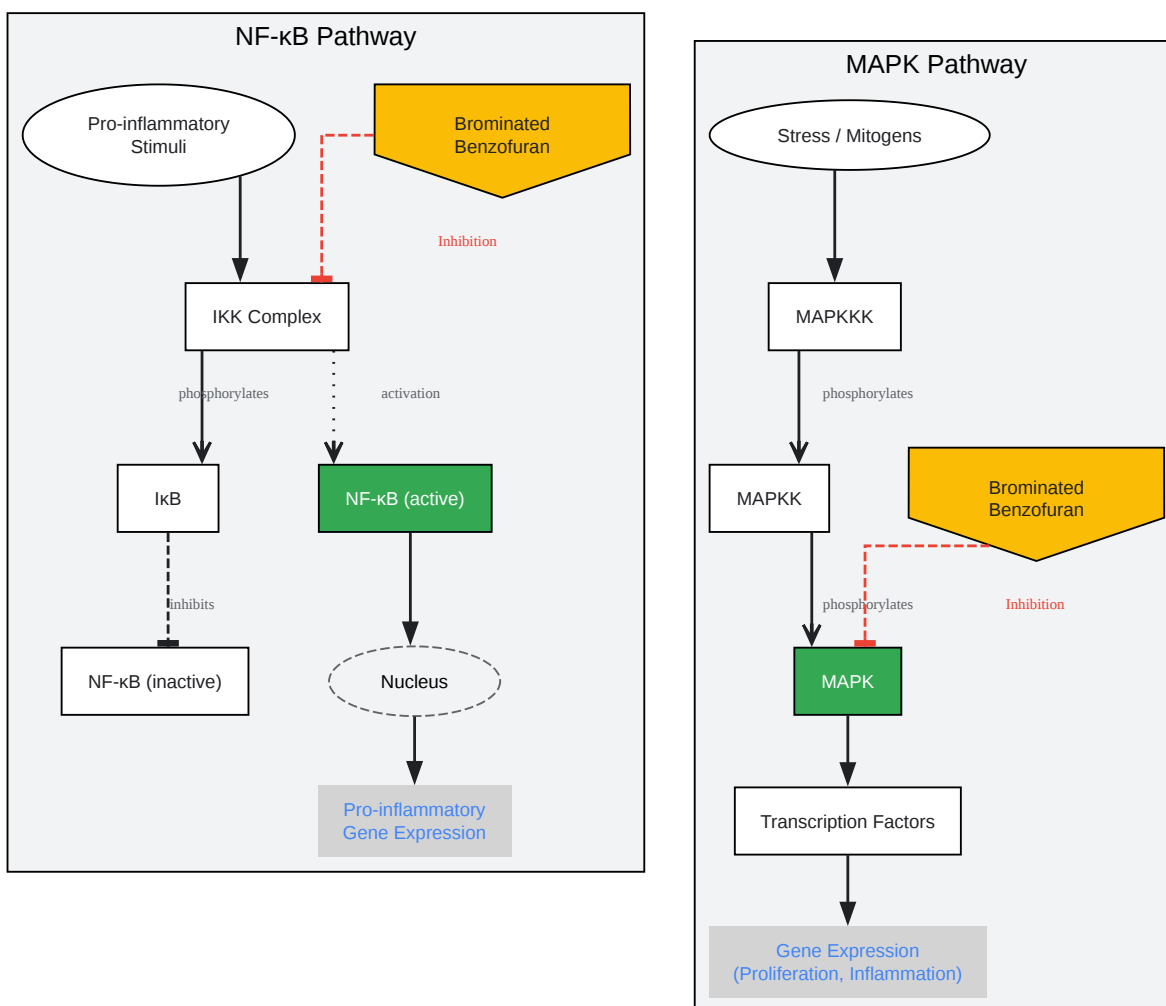 NF-κB Pathway
Pro-inflammatory
Stimuli
Brominated
Benzofuran
Inhibition
IKK Complex
phosphorylates
activation
IκB
NF-κB (active)
inhibits
NF-κB (inactive)
Nucleus
Pro-inflammatory
Gene Expression
MAPK Pathway
Stress / Mitogens
MAPKKK
phosphorylates
MAPKK
Brominated
Benzofuran
phosphorylates
Inhibition
MAPK
Transcription Factors
Gene Expression
(Proliferation, Inflammation)